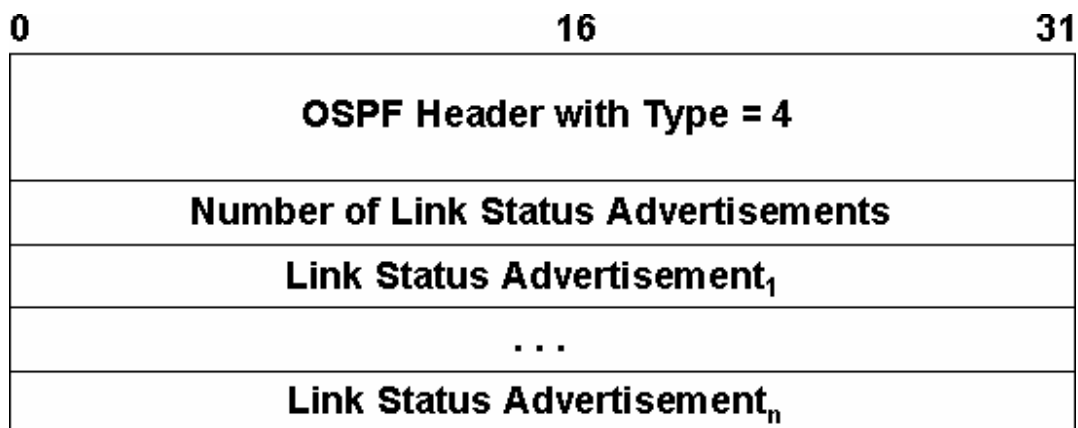 0 16 31
OSPF Header with Type = 4
Number of Link Status Advertisements
Link Status Advertisement₁
. . .
Link Status Advertisementₙ